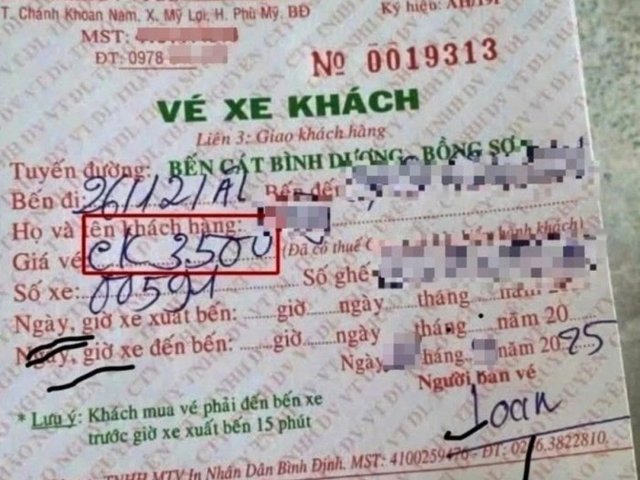 T. Chánh Khoan Nam, X. Mỹ Lợi, H. Phù Mỹ, BĐ
Ký hiệu:
MST:
ĐT: 0978
Nº 0019313
VÉ XE KHÁCH
Liên 3: Giao khách hàng
Tuyến đường: BẾN CÁT BÌNH DƯƠNG - BỒNG SƠ
Bến đi: 26/12/AL Bến đến
Họ và tên khách hàng:
Giá vé CK 3.500 (Đã có thuế hành khách)
Số xe: 00591 Số ghế
Ngày, giờ xe xuất bến: giờ ngày tháng năm 20
Ngày, giờ xe đến bến: giờ ngày tháng năm 20
Ngày tháng năm 2025
Người bán vé
Loan
* Lưu ý: Khách mua vé phải đến bến xe
trước giờ xe xuất bến 15 phút
TNHH MTV In Nhân Dân Bình Định. MST: 4100259476 - ĐT: 3822810.